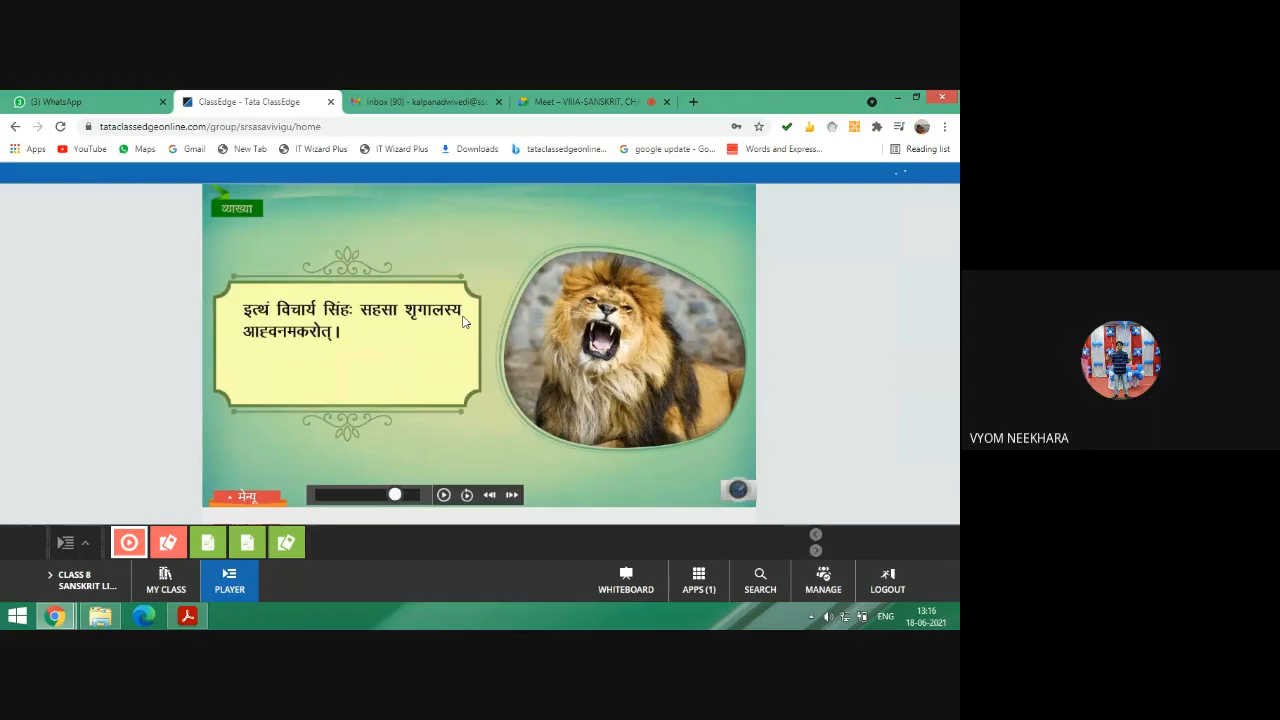 (3) WhatsApp
ClassEdge - Tata ClassEdge
Inbox (90) - kalpanadwivedi@ss
Meet – VIIIA-SANSKRIT, CH
tataclassedgeonline.com/group/srsasavivigu/home
Apps YouTube Maps Gmail New Tab IT Wizard Plus IT Wizard Plus Downloads tataclassedgeonline... google update - Go... Words and Express... Reading list
व्याख्या
इत्थं विचार्य सिंहः सहसा शृगालस्य
आह्वनमकरोत्।
• मेन्यू
VYOM NEEKHARA
CLASS 8
SANSKRIT LI...
MY CLASS
PLAYER
WHITEBOARD
APPS (1)
SEARCH
MANAGE
LOGOUT
ENG
13:16
18-06-2021